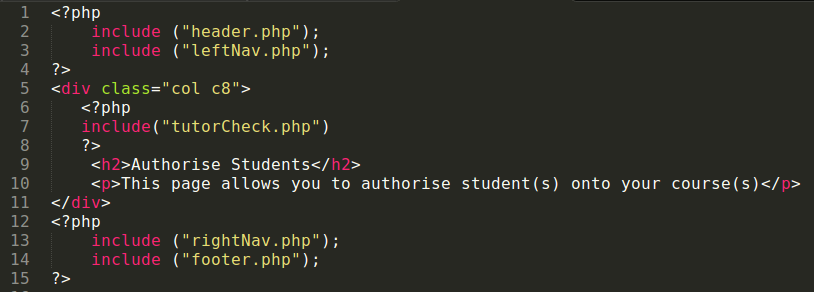 1 <?php
2 include ("header.php");
3 include ("leftNav.php");
4 ?>
5 <div class="col c8">
6 <?php
7 include("tutorCheck.php")
8 ?>
9 <h2>Authorise Students</h2>
10 <p>This page allows you to authorise student(s) onto your course(s)</p>
11 </div>
12 <?php
13 include ("rightNav.php");
14 include ("footer.php");
15 ?>